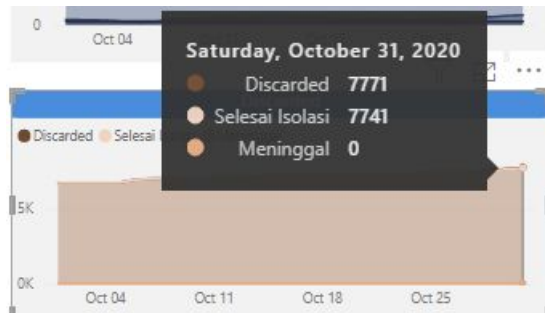 0
Oct 04
Saturday, October 31, 2020
Discarded 7771
Selesai Isolasi 7741
Meninggal 0
Discarded Selesai
5K
0K
Oct 04 Oct 11 Oct 18 Oct 25